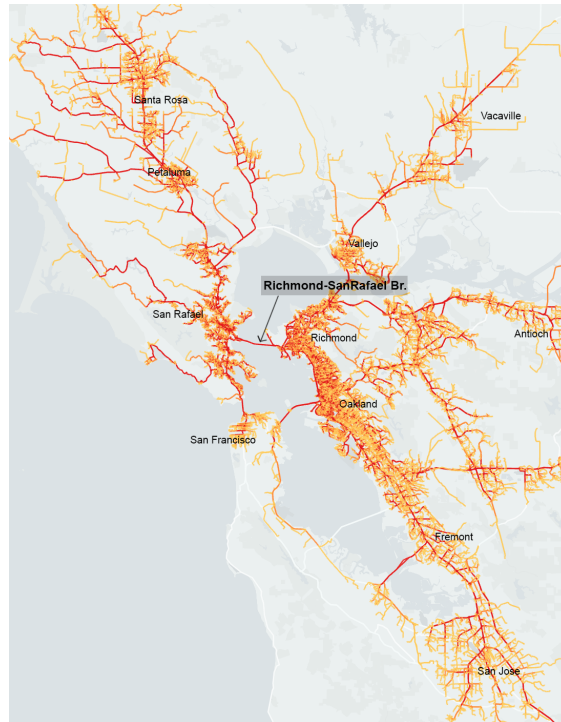 Santa Rosa
Vacaville
Petaluma
Vallejo
Richmond-SanRafael Br.
San Rafael
Richmond
Antioch
Oakland
San Francisco
Fremont
San Jose